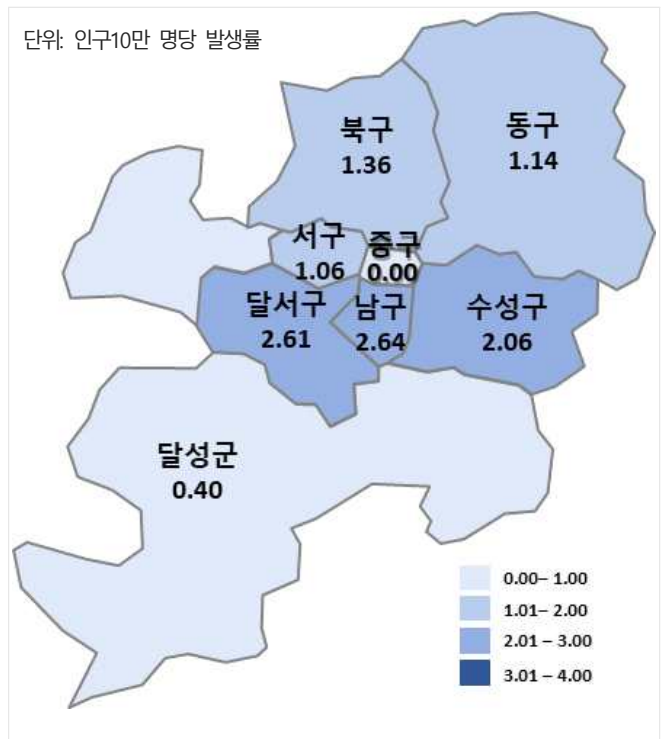 단위: 인구10만 명당 발생률
북구
1.36
동구
1.14
서구
1.06
중구
0.00
달서구
2.61
남구
2.64
수성구
2.06
달성군
0.40
0.00– 1.00
1.01– 2.00
2.01 – 3.00
3.01 – 4.00